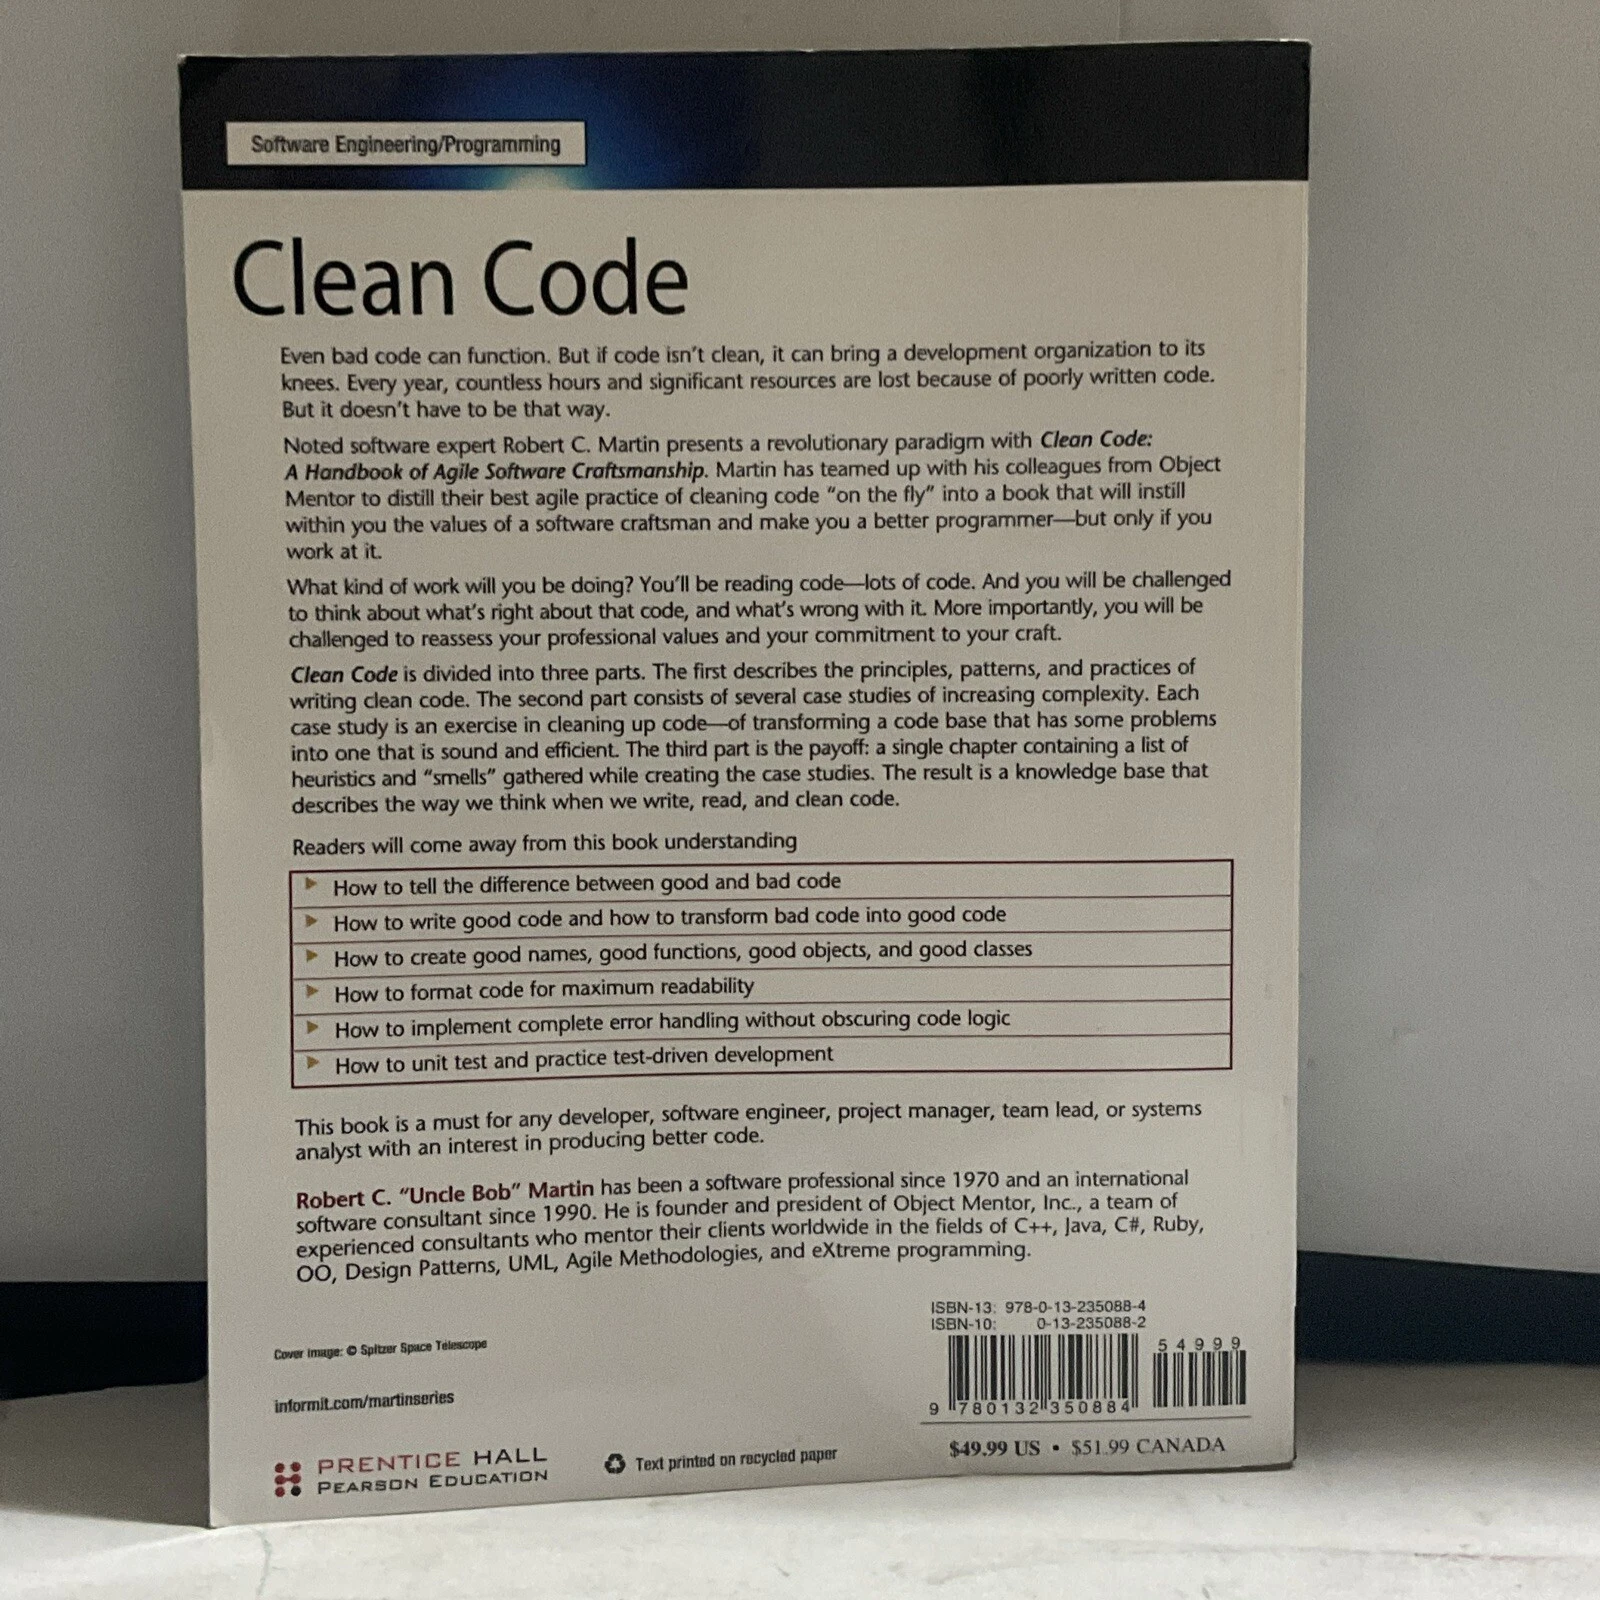 Software Engineering/Programming
Clean Code
Even bad code can function. But if code isn't clean, it can bring a development organization to its
knees. Every year, countless hours and significant resources are lost because of poorly written code.
But it doesn't have to be that way.
Noted software expert Robert C. Martin presents a revolutionary paradigm with Clean Code:
A Handbook of Agile Software Craftsmanship. Martin has teamed up with his colleagues from Object
Mentor to distill their best agile practice of cleaning code “on the fly” into a book that will instill
within you the values of a software craftsman and make you a better programmer—but only if you
work at it.
What kind of work will you be doing? You'll be reading code—lots of code. And you will be challenged
to think about what's right about that code, and what's wrong with it. More importantly, you will be
challenged to reassess your professional values and your commitment to your craft.
Clean Code is divided into three parts. The first describes the principles, patterns, and practices of
writing clean code. The second part consists of several case studies of increasing complexity. Each
case study is an exercise in cleaning up code—of transforming a code base that has some problems
into one that is sound and efficient. The third part is the payoff: a single chapter containing a list of
heuristics and “smells” gathered while creating the case studies. The result is a knowledge base that
describes the way we think when we write, read, and clean code.
Readers will come away from this book understanding
How to tell the difference between good and bad code
How to write good code and how to transform bad code into good code
How to create good names, good functions, good objects, and good classes
How to format code for maximum readability
How to implement complete error handling without obscuring code logic
How to unit test and practice test-driven development
This book is a must for any developer, software engineer, project manager, team lead, or systems
analyst with an interest in producing better code.
Robert C. “Uncle Bob” Martin has been a software professional since 1970 and an international
software consultant since 1990. He is founder and president of Object Mentor, Inc., a team of
experienced consultants who mentor their clients worldwide in the fields of C++, Java, C#, Ruby,
OO, Design Patterns, UML, Agile Methodologies, and eXtreme programming.
Cover image: © Spitzer Space Telescope
informit.com/martinseries
PRENTICE HALL
PEARSON EDUCATION
Text printed on recycled paper
ISBN-13: 978-0-13-235088-4
ISBN-10: 0-13-235088-2
54999
9 780132 350884
$49.99 US • $51.99 CANADA